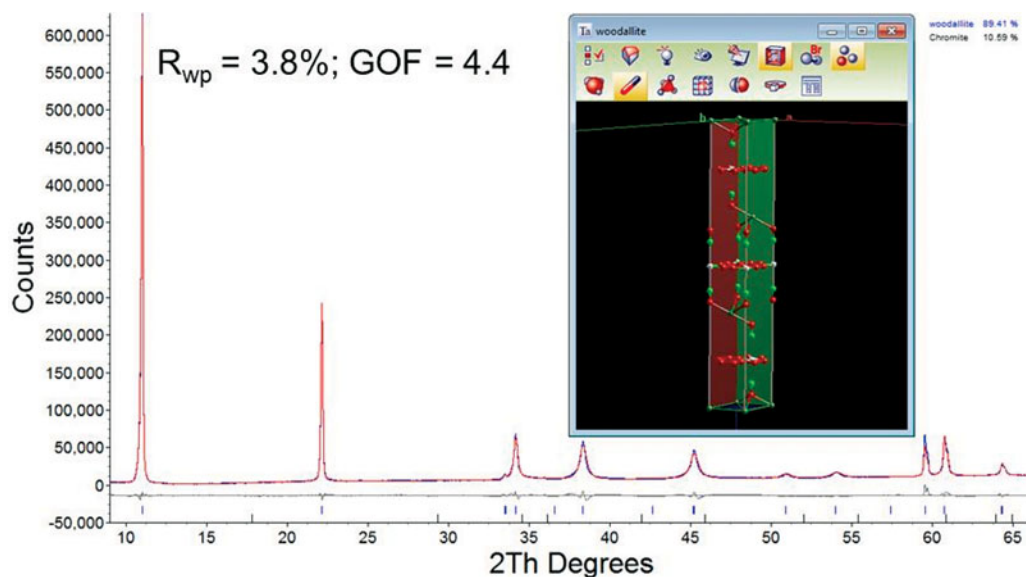 600,000
550,000
500,000
450,000
400,000
350,000
300,000
250,000
200,000
150,000
100,000
50,000
0
-50,000
Counts
Rwp = 3.8%; GOF = 4.4
woodallite
Br
b
a
woodallite 89.41 %
Chromite 10.59 %
10 15 20 25 30 35 40 45 50 55 60 65
2Th Degrees